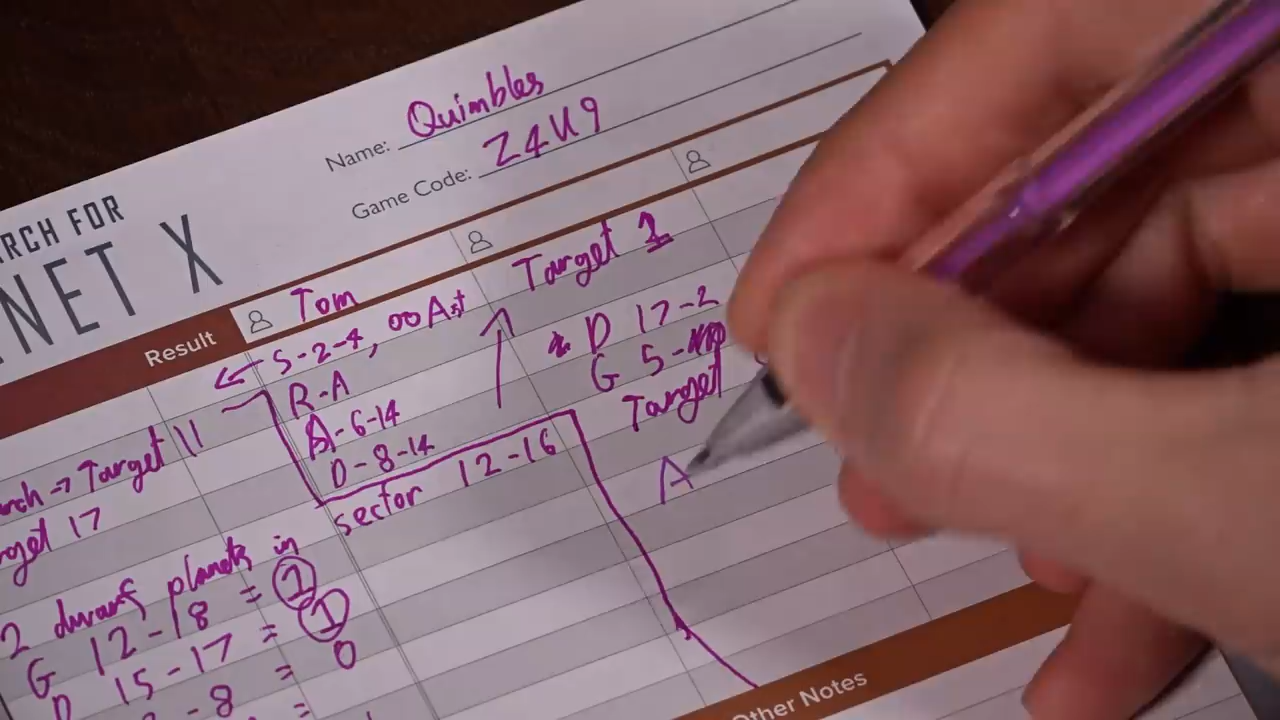 Name: Quimbles
Game Code: Z4U9
RCH FOR
NET X
Result
Tom
S-2-4, 00 Ast
R-A
A-6-14
D-8-14
sector 12-16
Target 1
D 17-2
G 5-
Target
A
Target 11
17
2 dwarf planets in
G 12-18 = 1
D 15-17 = 1
-8 = 0
=
Other Notes